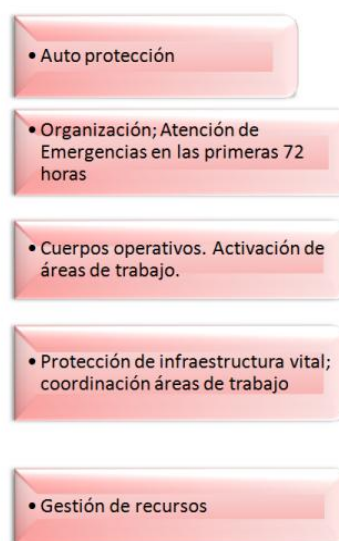 • Auto protección
• Organización; Atención de
Emergencias en las primeras 72
horas
• Cuerpos operativos. Activación de
áreas de trabajo.
• Protección de infraestructura vital;
coordinación áreas de trabajo
• Gestión de recursos